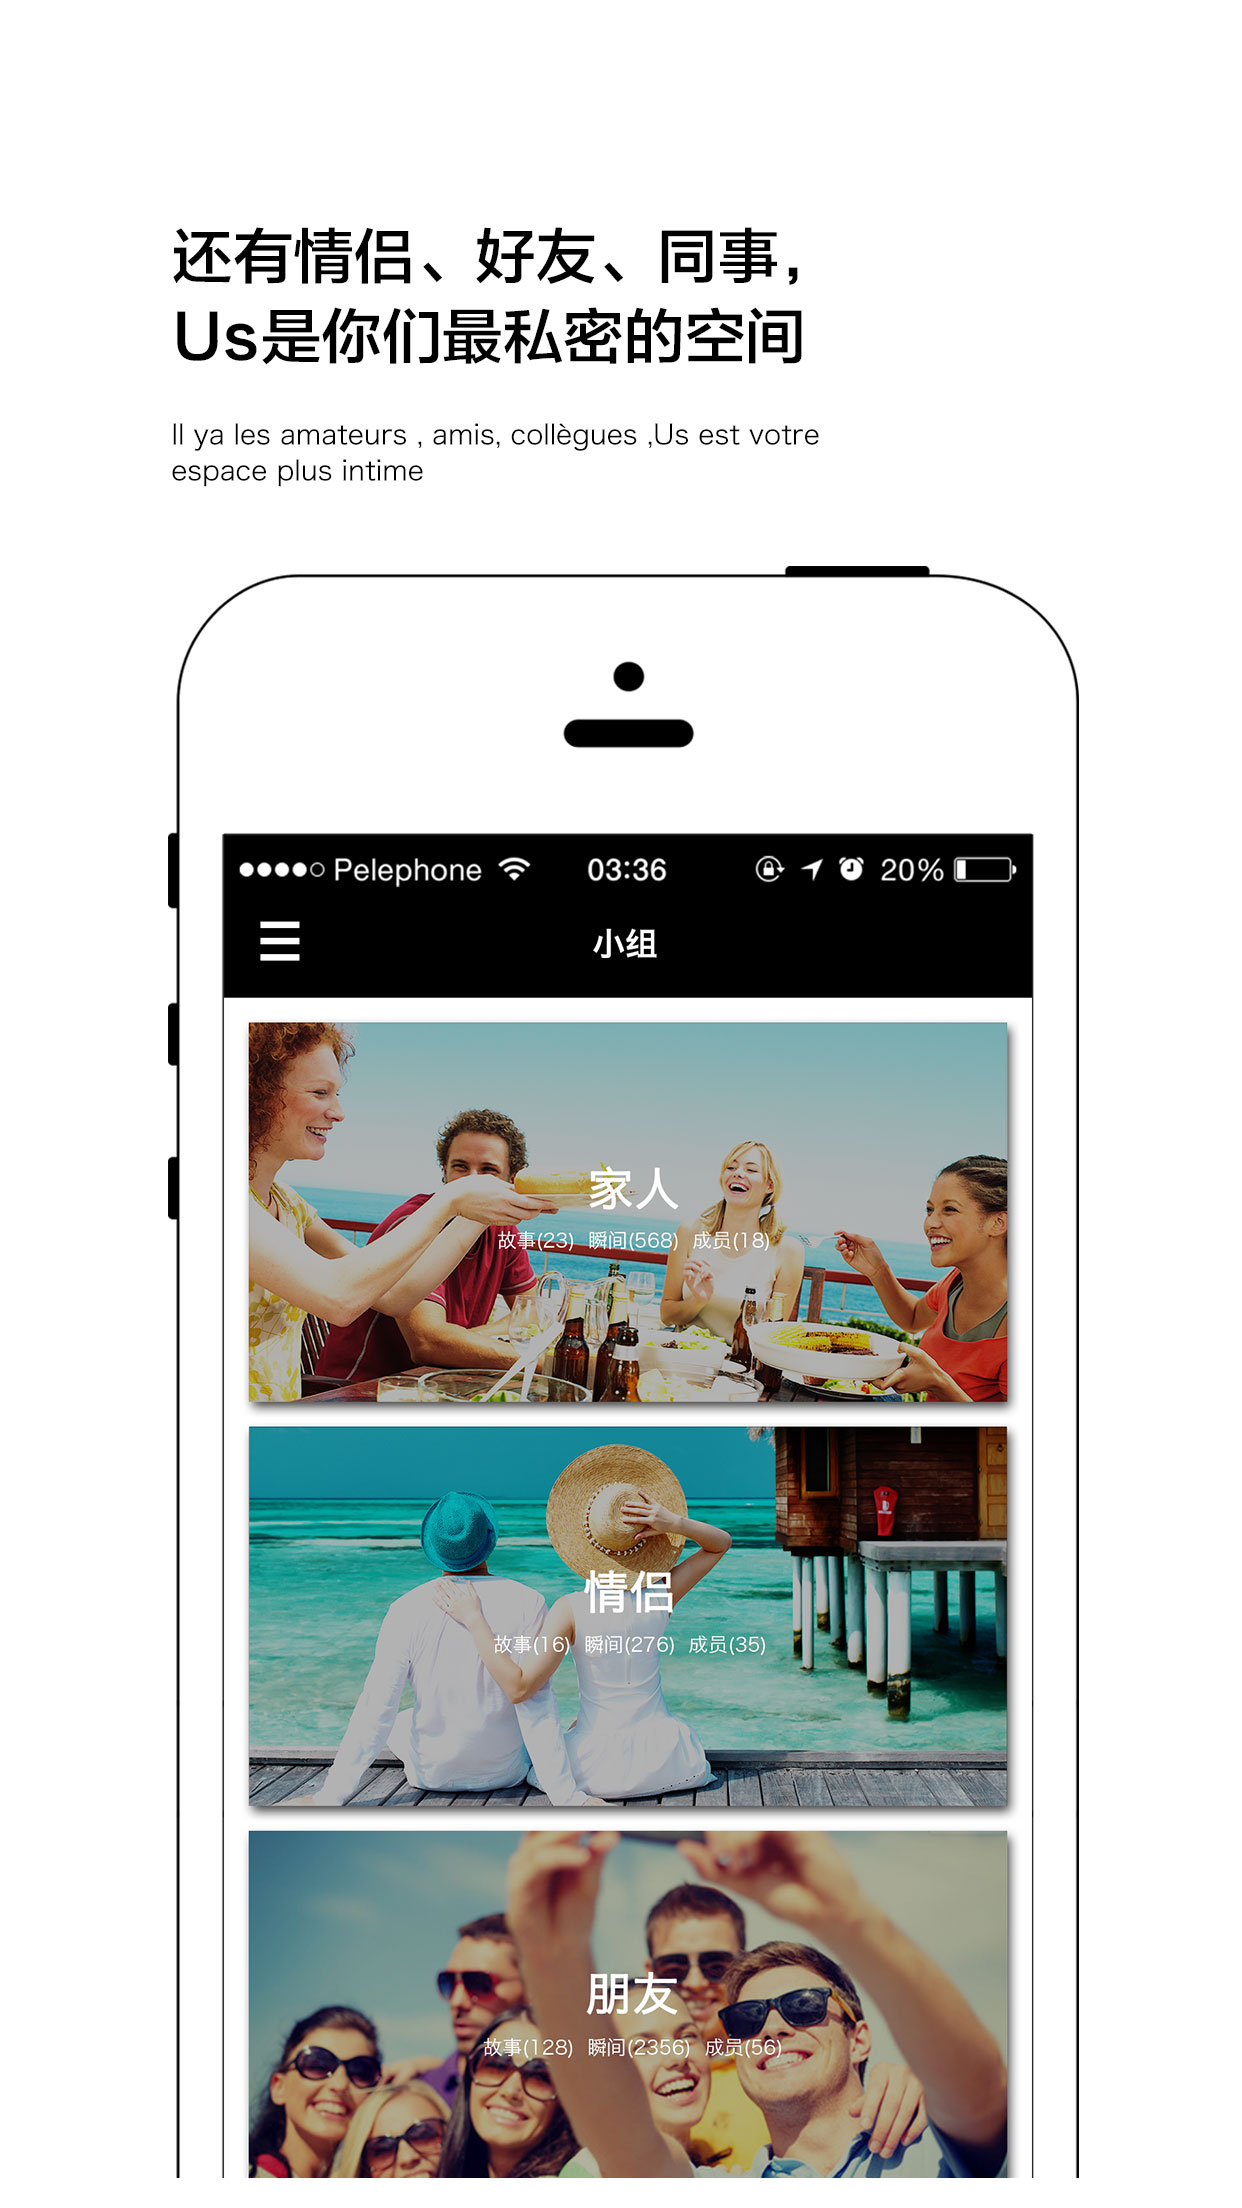 还有情侣、好友、同事，
Us是你们最私密的空间
Il ya les amateurs , amis, collègues ,Us est votre
espace plus intime
Pelephone 03:36 20%
小组
家人
故事(23) 瞬间(568) 成员(18)
情侣
故事(16) 瞬间(276) 成员(35)
朋友
故事(128) 瞬间(2356) 成员(56)